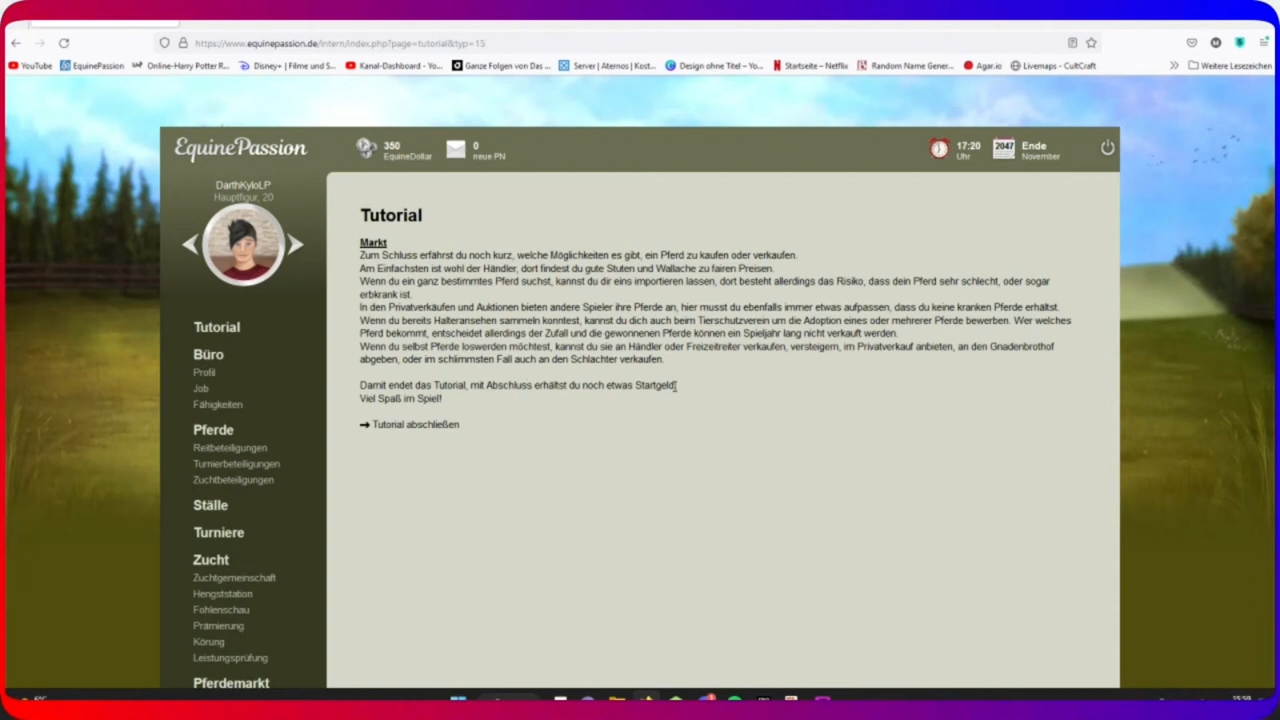 https://www.equinepassion.de/intern/index.php?page=tutorial&typ=15
YouTube EquinePassion Online-Harry Potter R... Disney+ | Filme und S... Kanal-Dashboard - Yo... Ganze Folgen von Das ... Server | Aternos | Kost... Design ohne Titel – Yo... Startseite – Netflix Random Name Gener... Agar.io Livemaps - CultCraft Weitere Lesezeichen
EquinePassion
350
EquineDollar
0
neue PN
17:20
Uhr
2047
Ende
November
DarthKyloLP
Hauptfigur, 20
Tutorial
Büro
Profil
Job
Fähigkeiten
Pferde
Reitbeteiligungen
Turnierbeteiligungen
Zuchtbeteiligungen
Ställe
Turniere
Zucht
Zuchtgemeinschaft
Hengststation
Fohlenschau
Prämierung
Körung
Leistungsprüfung
Pferdemarkt
Tutorial
Markt
Zum Schluss erfährst du noch kurz, welche Möglichkeiten es gibt, ein Pferd zu kaufen oder verkaufen.
Am Einfachsten ist wohl der Händler, dort findest du gute Stuten und Wallache zu fairen Preisen.
Wenn du ein ganz bestimmtes Pferd suchst, kannst du dir eins importieren lassen, dort besteht allerdings das Risiko, dass dein Pferd sehr schlecht, oder sogar
erbkrank ist.
In den Privatverkäufen und Auktionen bieten andere Spieler ihre Pferde an, hier musst du ebenfalls immer etwas aufpassen, dass du keine kranken Pferde erhältst.
Wenn du bereits Halteransehen sammeln konntest, kannst du dich auch beim Tierschutzverein um die Adoption eines oder mehrerer Pferde bewerben. Wer welches
Pferd bekommt, entscheidet allerdings der Zufall und die gewonnenen Pferde können ein Spieljahr lang nicht verkauft werden.
Wenn du selbst Pferde loswerden möchtest, kannst du sie an Händler oder Freizeitreiter verkaufen, versteigern, im Privatverkauf anbieten, an den Gnadenbrothof
abgeben, oder im schlimmsten Fall auch an den Schlachter verkaufen.
Damit endet das Tutorial, mit Abschluss erhältst du noch etwas Startgeld.
Viel Spaß im Spiel!
Tutorial abschließen